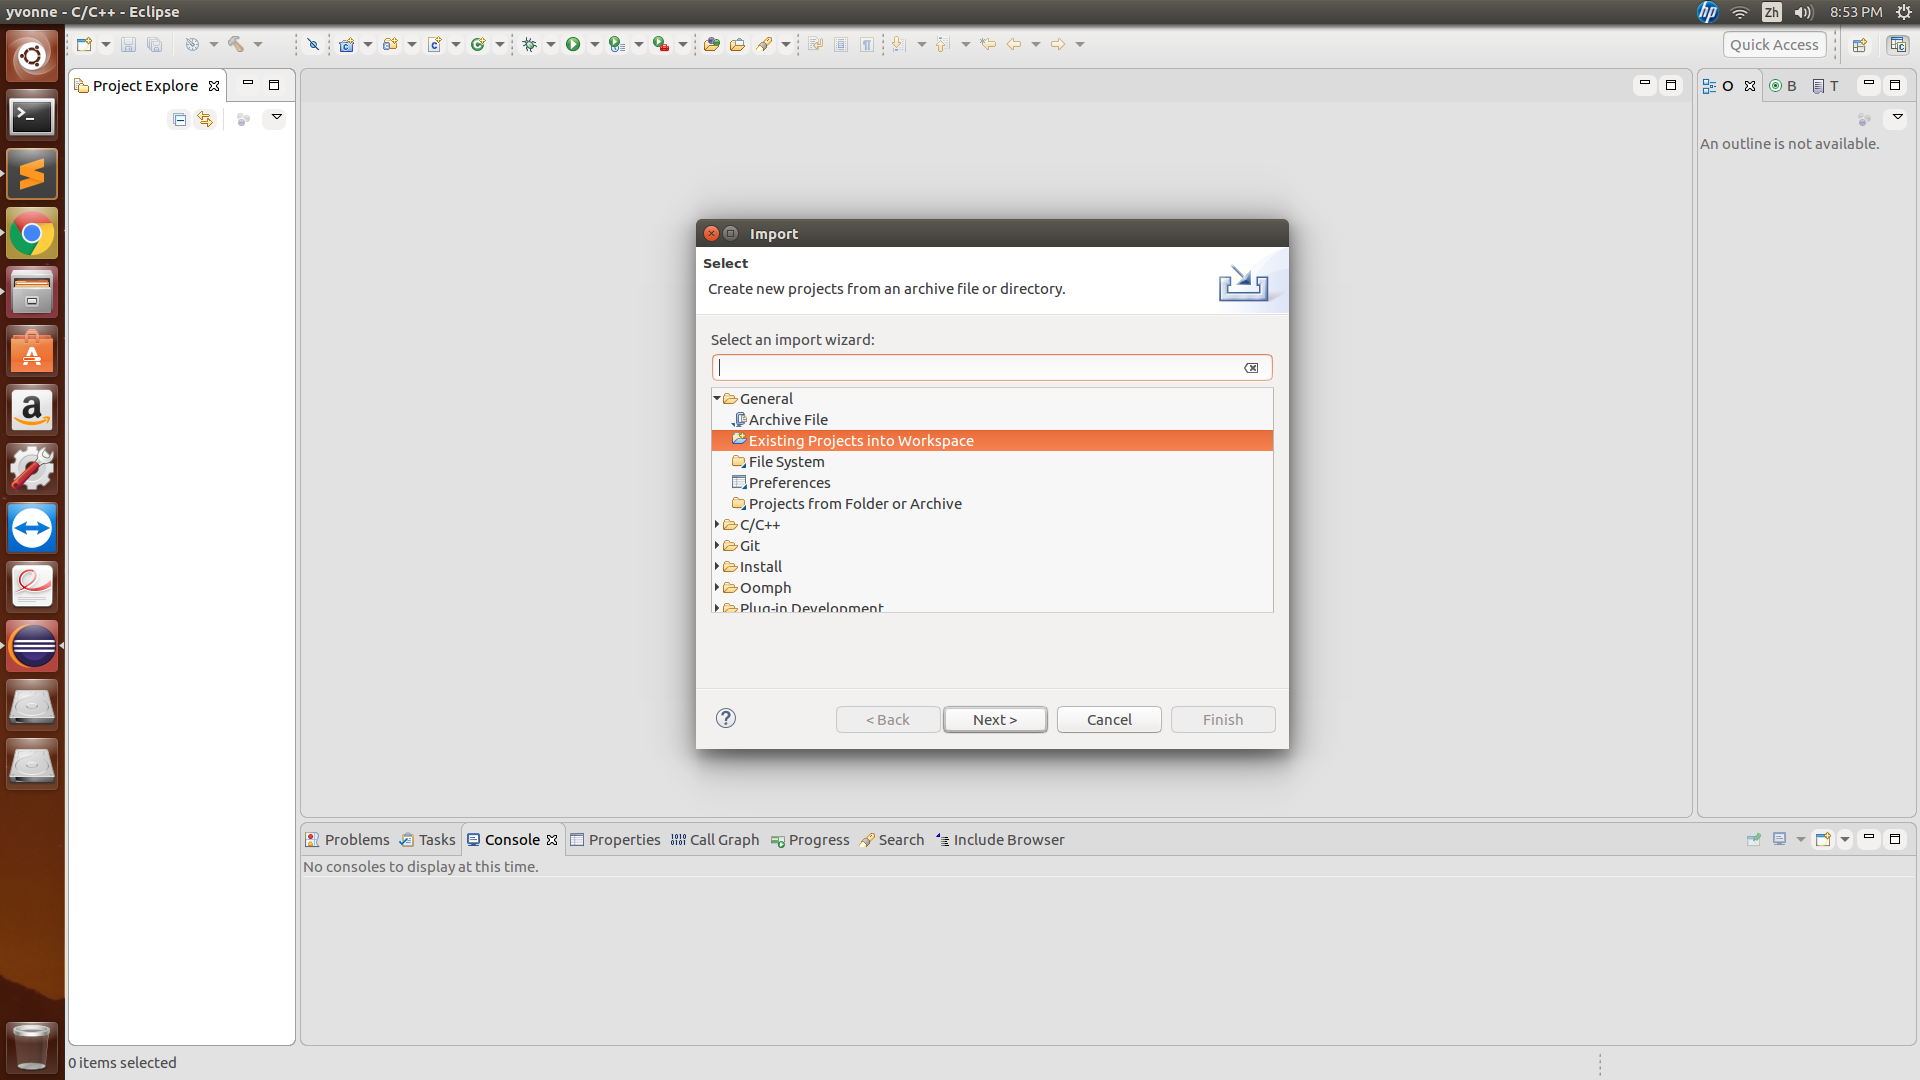 yvonne - C/C++ - Eclipse
Zh
8:53 PM
Quick Access
Project Explore
O
B
T
An outline is not available.
Import
Select
Create new projects from an archive file or directory.
Select an import wizard:
General
Archive File
Existing Projects into Workspace
File System
Preferences
Projects from Folder or Archive
C/C++
Git
Install
Oomph
Plug-in Development
< Back
Next >
Cancel
Finish
Problems
Tasks
Console
Properties
Call Graph
Progress
Search
Include Browser
No consoles to display at this time.
0 items selected